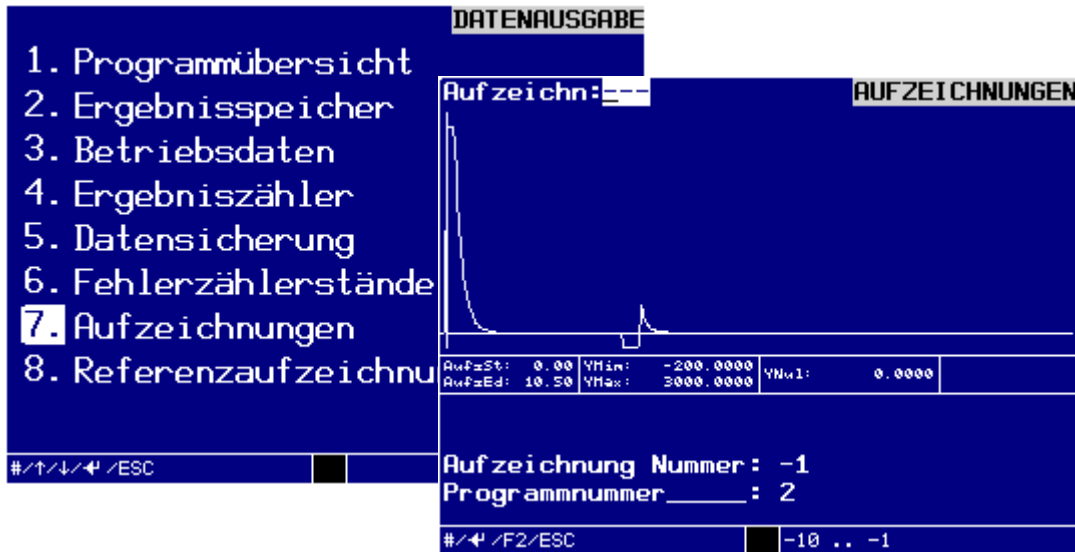 DATENAUSGABE
1. Programmübersicht
2. Ergebnisspeicher
3. Betriebsdaten
4. Ergebniszähler
5. Datensicherung
6. Fehlerzählerstände
7. Aufzeichnungen
8. Referenzaufzeichnu
#/↑/↓/↵ /ESC
Aufzeichn:---
AUFZEICHNUNGEN
AufzSt: 0.00 YMin: -200.0000 YNul: 0.0000
AufzEd: 10.50 YMax: 3000.0000
Aufzeichnung Nummer: -1
Programmnummer______: 2
#/↵ /F2/ESC
-10 .. -1